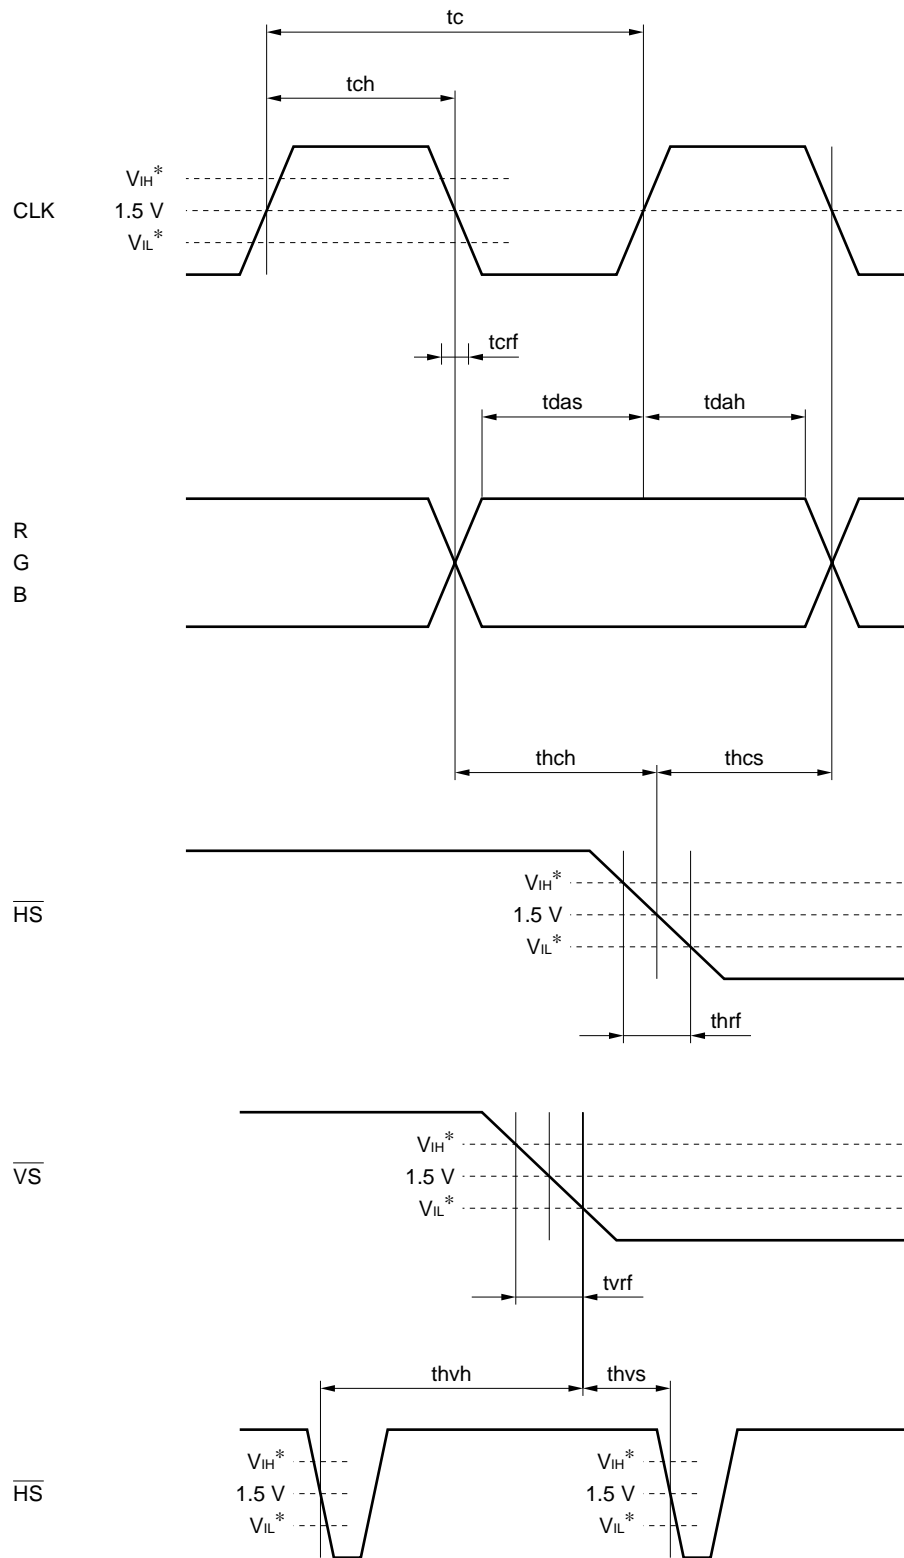 tc
tch
VIH*
CLK 1.5 V
VIL*
tcrf
tdas tdah
R
G
B
thch thcs
VIH*
HS 1.5 V
VIL*
thrf
VIH*
VS 1.5 V
VIL*
tvrf
thvh thvs
VIH* VIH*
HS 1.5 V 1.5 V
VIL* VIL*